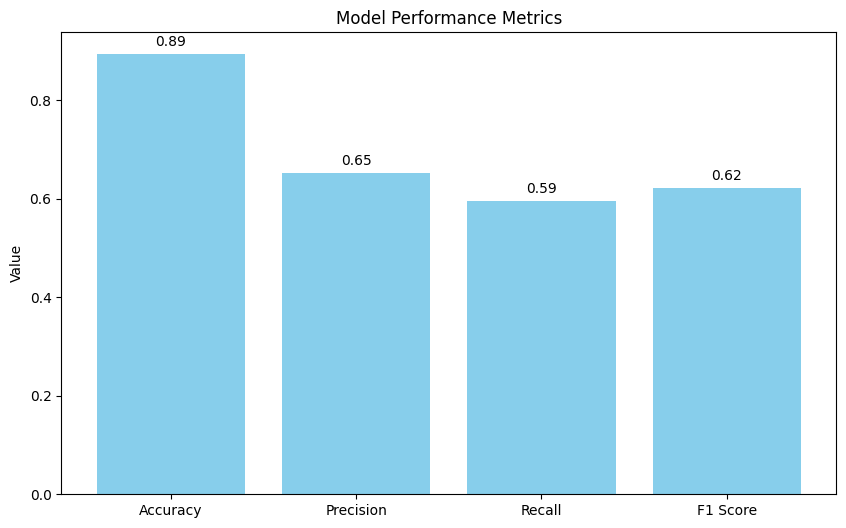 Model Performance Metrics
0.89
0.65
0.59
0.62
Value
0.8
0.6
0.4
0.2
0.0
Accuracy
Precision
Recall
F1 Score